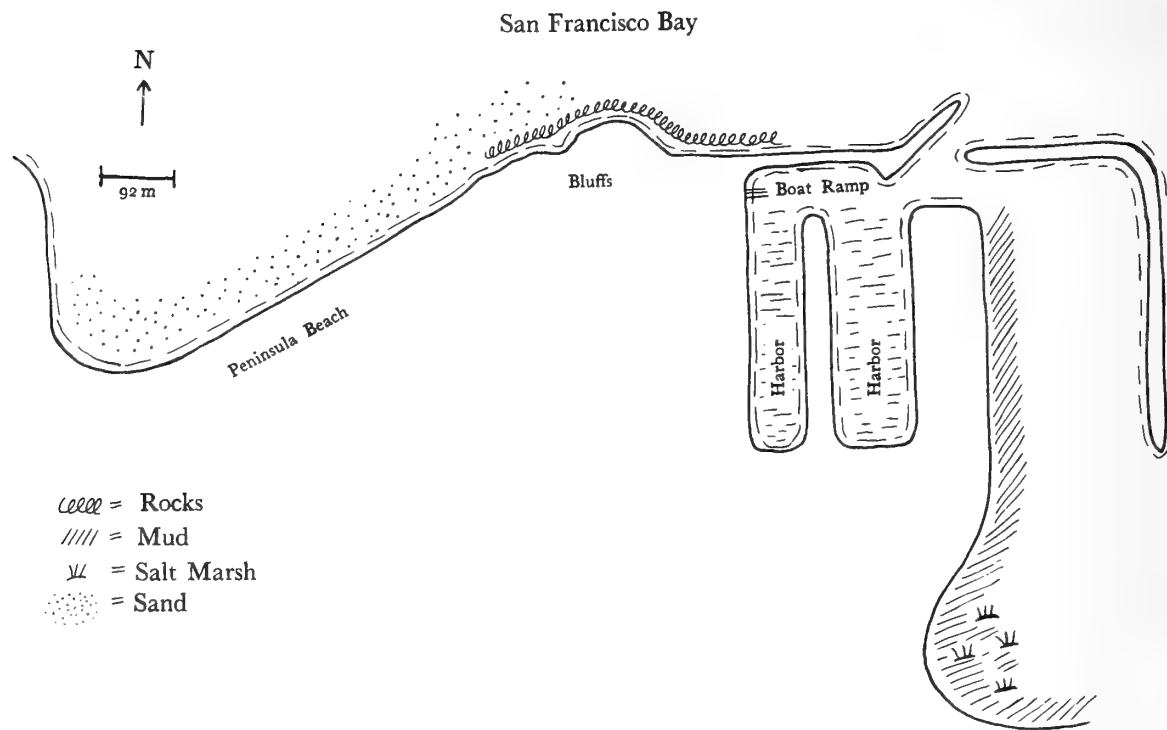 San Francisco Bay
N
92 m
Bluffs
Boat Ramp
Peninsula Beach
Harbor
Harbor
= Rocks
= Mud
= Salt Marsh
= Sand